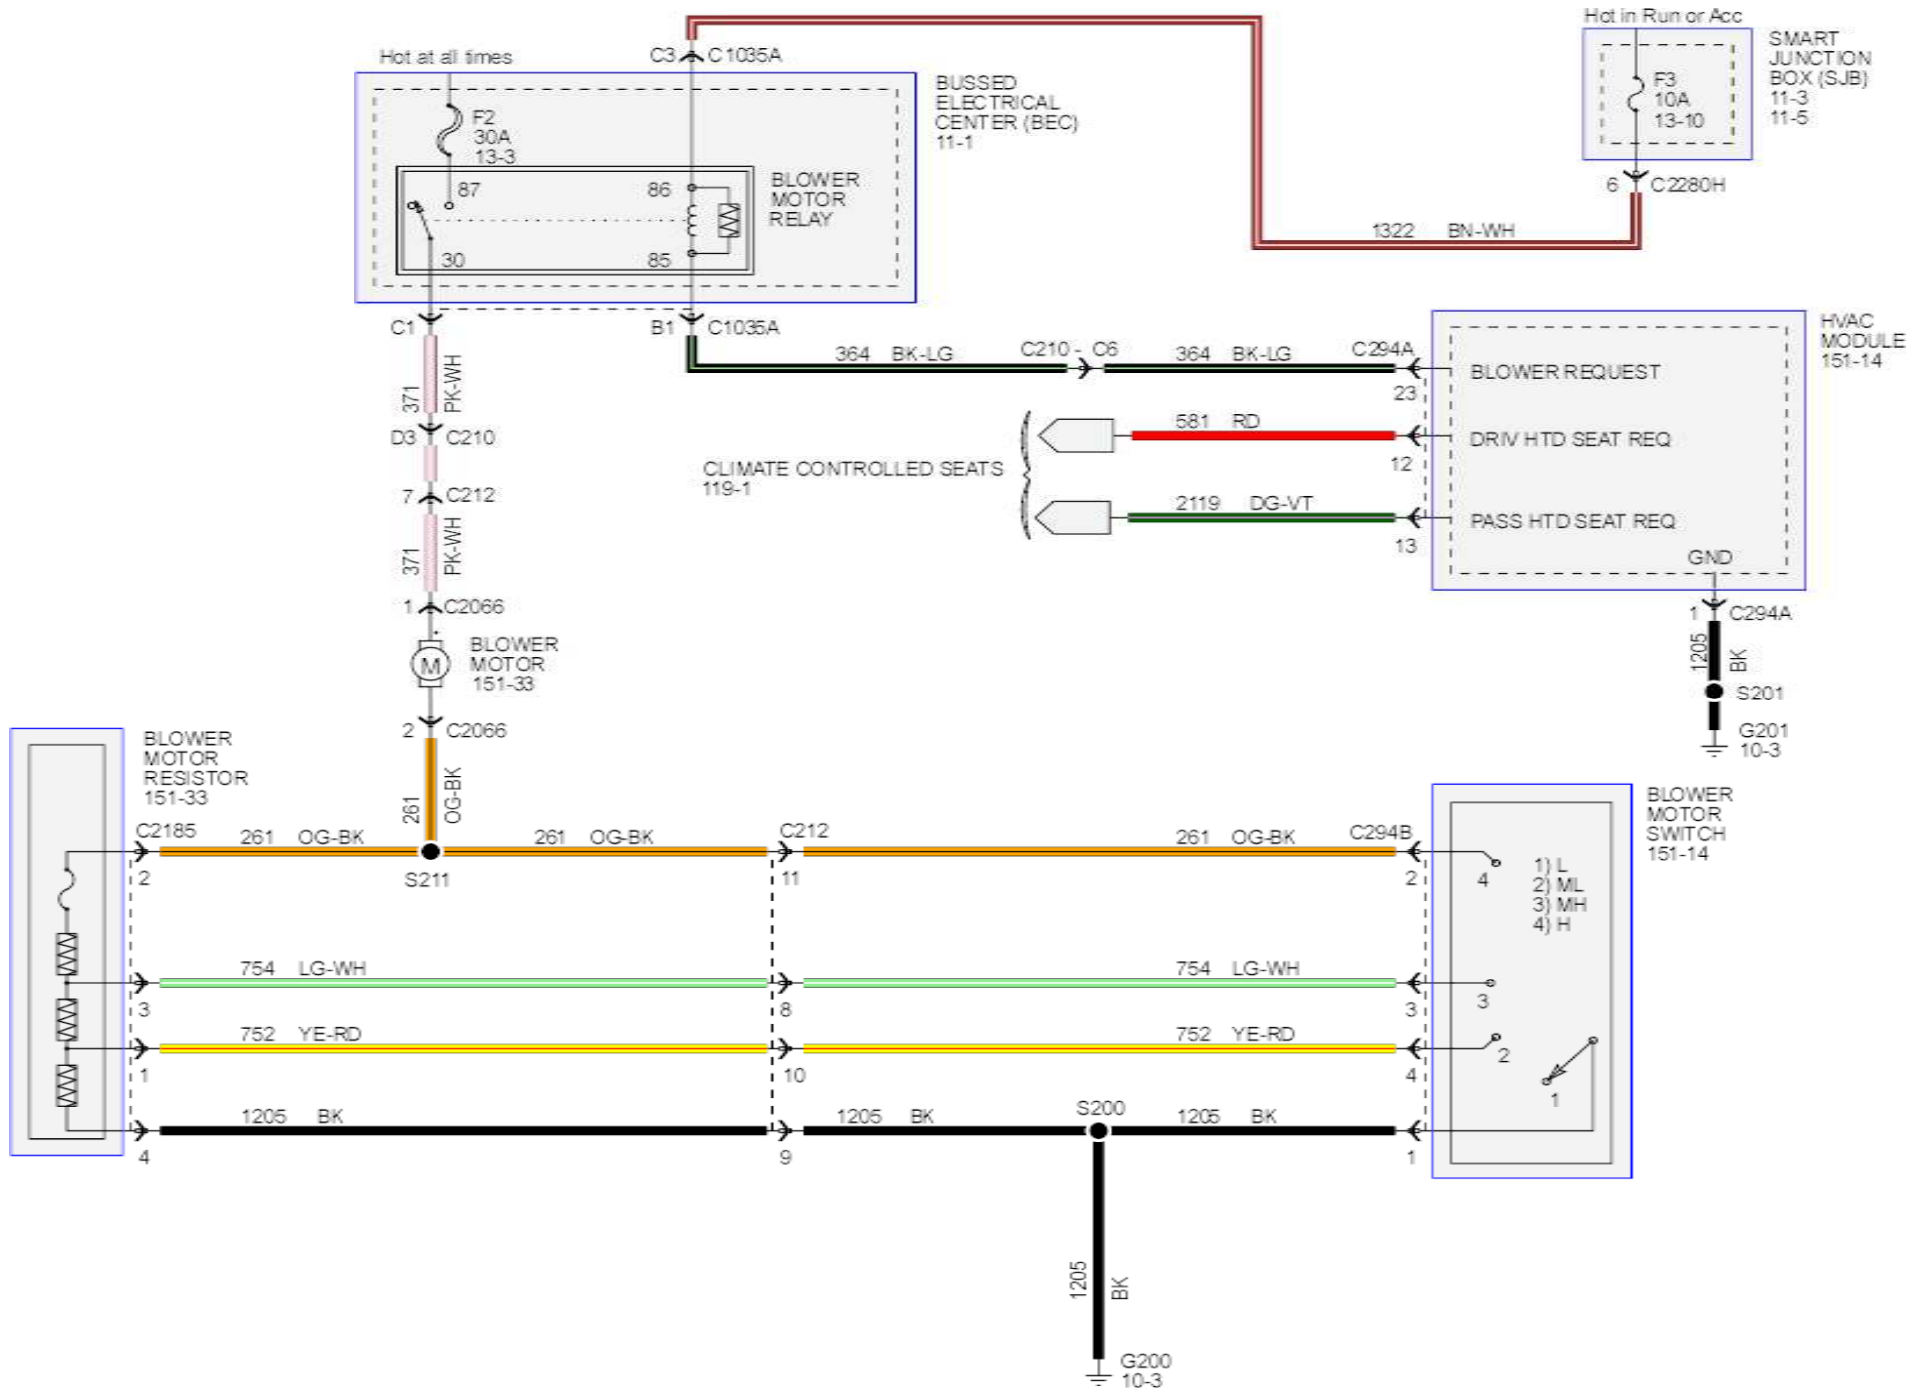 Hot in Run or Acc
Hot at all times
C3
C1035A
SMART
JUNCTION
BOX (SJB)
11-3
11-5
F3
10A
13-10
BUSSED
ELECTRICAL
CENTER (BEC)
11-1
F2
30A
13-3
87
86
BLOWER
MOTOR
RELAY
6
C2280H
1322 BN-WH
30
85
C1
B1
C1035A
HVAC
MODULE
151-14
364 BK-LG
C210 - C6
364 BK-LG
C294A
BLOWER REQUEST
23
371
PK-WH
581 RD
DRIV HTD SEAT REQ
12
D3
C210
CLIMATE CONTROLLED SEATS
119-1
7
C212
2119 DG-VT
PASS HTD SEAT REQ
13
371
PK-WH
GND
1
C2066
1
C294A
BLOWER
MOTOR
151-33
M
1205
BK
S201
G201
10-3
2
C2066
BLOWER
MOTOR
RESISTOR
151-33
261
OG-BK
BLOWER
MOTOR
SWITCH
151-14
C2185
261 OG-BK
261 OG-BK
C212
261 OG-BK
C294B
2
S211
11
2
4
1) L
2) ML
3) MH
4) H
754 LG-WH
754 LG-WH
3
8
3
3
752 YE-RD
752 YE-RD
1
10
4
2
1
1205 BK
1205 BK
S200
1205 BK
4
9
1
1205
BK
G200
10-3